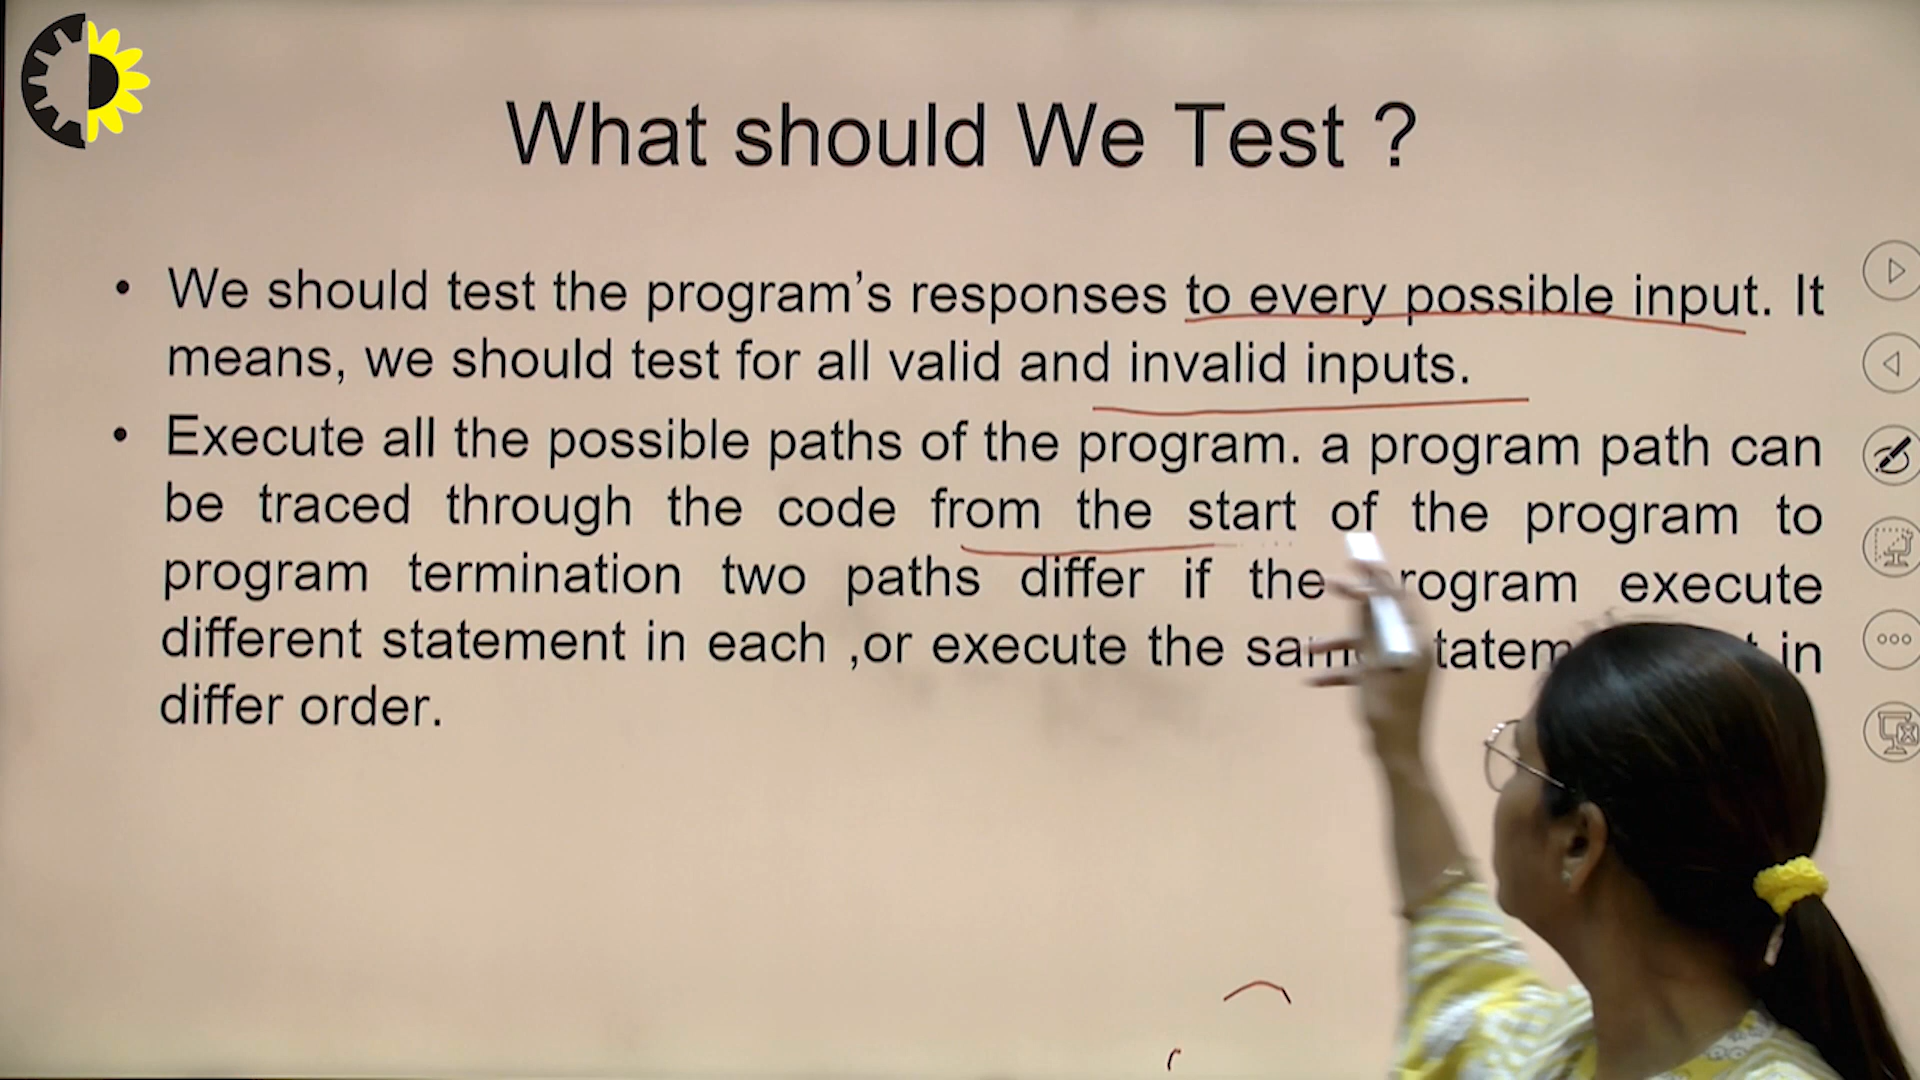 What should We Test ?
• We should test the program’s responses to every possible input. It
means, we should test for all valid and invalid inputs.
• Execute all the possible paths of the program. a program path can
be traced through the code from the start of the program to
program termination two paths differ if the rogram execute
different statement in each ,or execute the in
differ order.